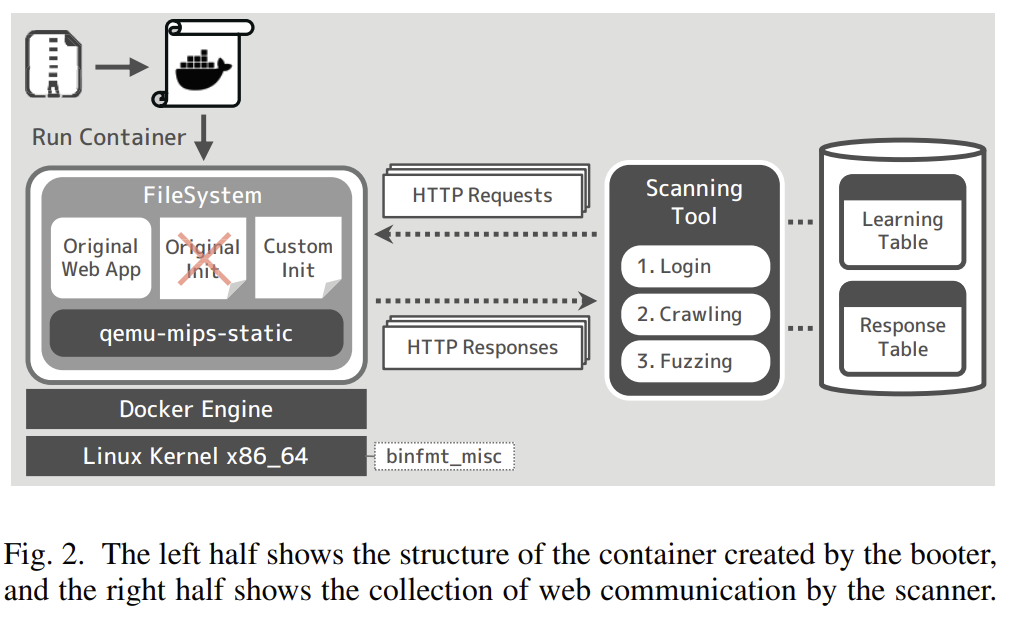 Run Container
FileSystem
Original
Web App
Original
Init
Custom
Init
qemu-mips-static
Docker Engine
Linux Kernel x86_64
binfmt_misc
HTTP Requests
HTTP Responses
Scanning
Tool
1. Login
2. Crawling
3. Fuzzing
Learning
Table
Response
Table
Fig. 2. The left half shows the structure of the container created by the booter,
and the right half shows the collection of web communication by the scanner.